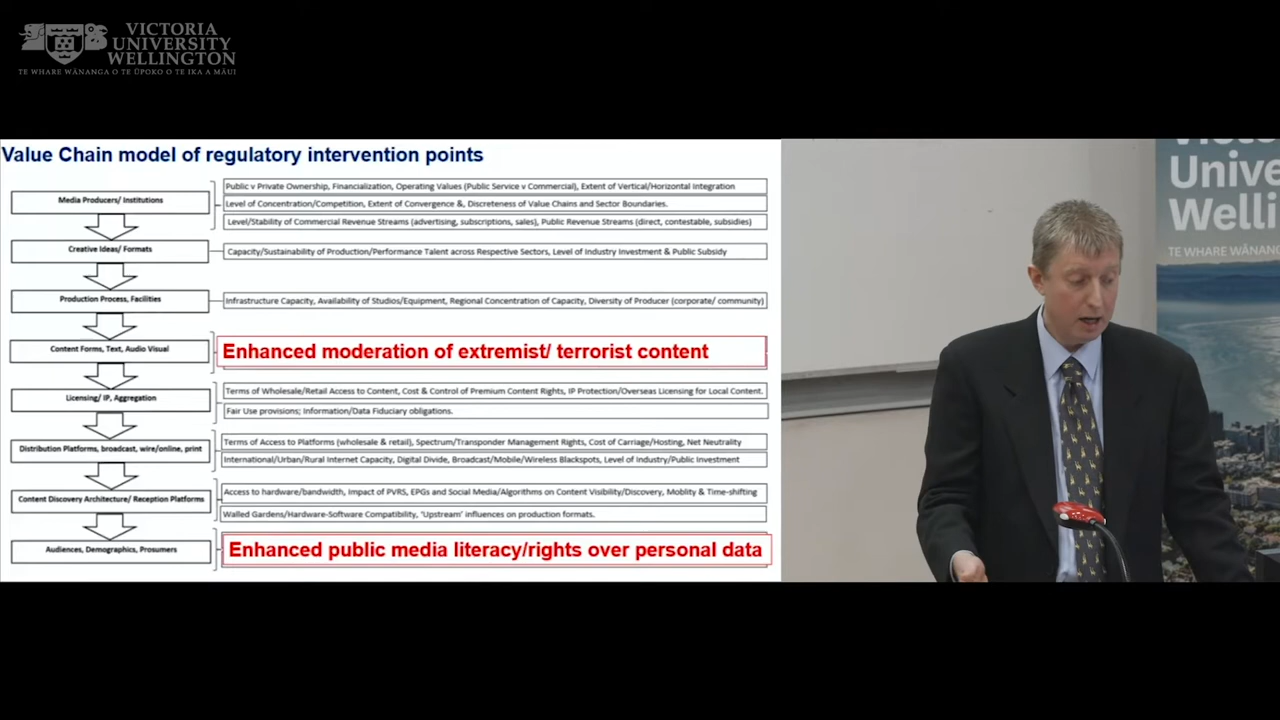 VICTORIA
UNIVERSITY
WELLINGTON
TE WHARE WĀNANGA O TE ŪPOKO O TE IKA A MĀUI
Value Chain model of regulatory intervention points
Media Producers/ Institutions
Public v Private Ownership, Financialization, Operating Values (Public Service v Commercial), Extent of Vertical/Horizontal Integration
Level of Concentration/Competition, Extent of Convergence &, Discreteness of Value Chains and Sector Boundaries.
Level/Stability of Commercial Revenue Streams (advertising, subscriptions, sales), Public Revenue Streams (direct, contestable, subsidies)
Creative Ideas/ Formats
Capacity/Sustainability of Production/Performance Talent across Respective Sectors, Level of Industry Investment & Public Subsidy
Production Process, Facilities
Infrastructure Capacity, Availability of Studios/Equipment, Regional Concentration of Capacity, Diversity of Producer (corporate/ community)
Content Forms, Text, Audio Visual
Enhanced moderation of extremist/ terrorist content
Licensing/ IP, Aggregation
Terms of Wholesale/Retail Access to Content, Cost & Control of Premium Content Rights, IP Protection/Overseas Licensing for Local Content.
Fair Use provisions; Information/Data Fiduciary obligations.
Distribution Platforms, broadcast, wire/online, print
Terms of Access to Platforms (wholesale & retail), Spectrum/Transponder Management Rights, Cost of Carriage/Hosting, Net Neutrality
International/Urban/Rural Internet Capacity, Digital Divide, Broadcast/Mobile/Wireless Blackspots, Level of Industry/Public Investment
Content Discovery Architecture/ Reception Platforms
Access to hardware/bandwidth, Impact of PVRS, EPGs and Social Media/Algorithms on Content Visibility/Discovery, Moblity & Time-shifting
Walled Gardens/Hardware-Software Compatibility, 'Upstream' influences on production formats.
Audiences, Demographics, Prosumers
Enhanced public media literacy/rights over personal data
Unive
Welli
TE WHARE WĀNANG